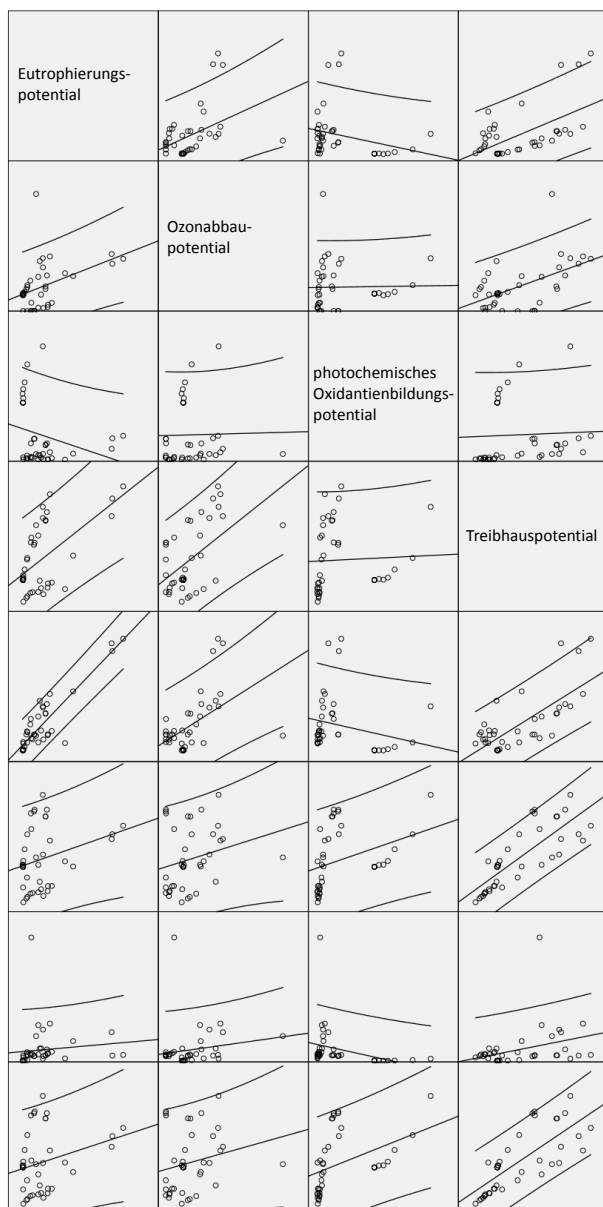 Eutrophierungs-
potential
Ozonabbau-
potential
photochemisches
Oxidantienbildungs-
potential
Treibhauspotential